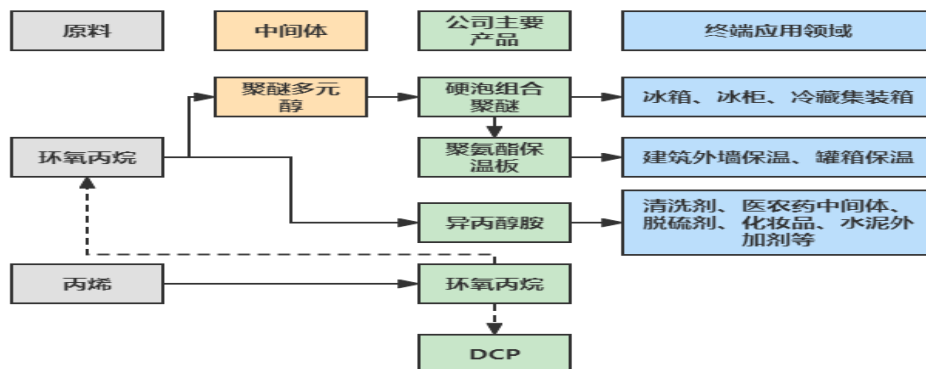 原料
中间体
公司主要
产品
终端应用领域
聚醚多元
醇
硬泡组合
聚醚
冰箱、冰柜、冷藏集装箱
环氧丙烷
聚氨酯保
温板
建筑外墙保温、罐箱保温
异丙醇胺
清洗剂、医农药中间体、
脱硫剂、化妆品、水泥外
加剂等
丙烯
环氧丙烷
DCP